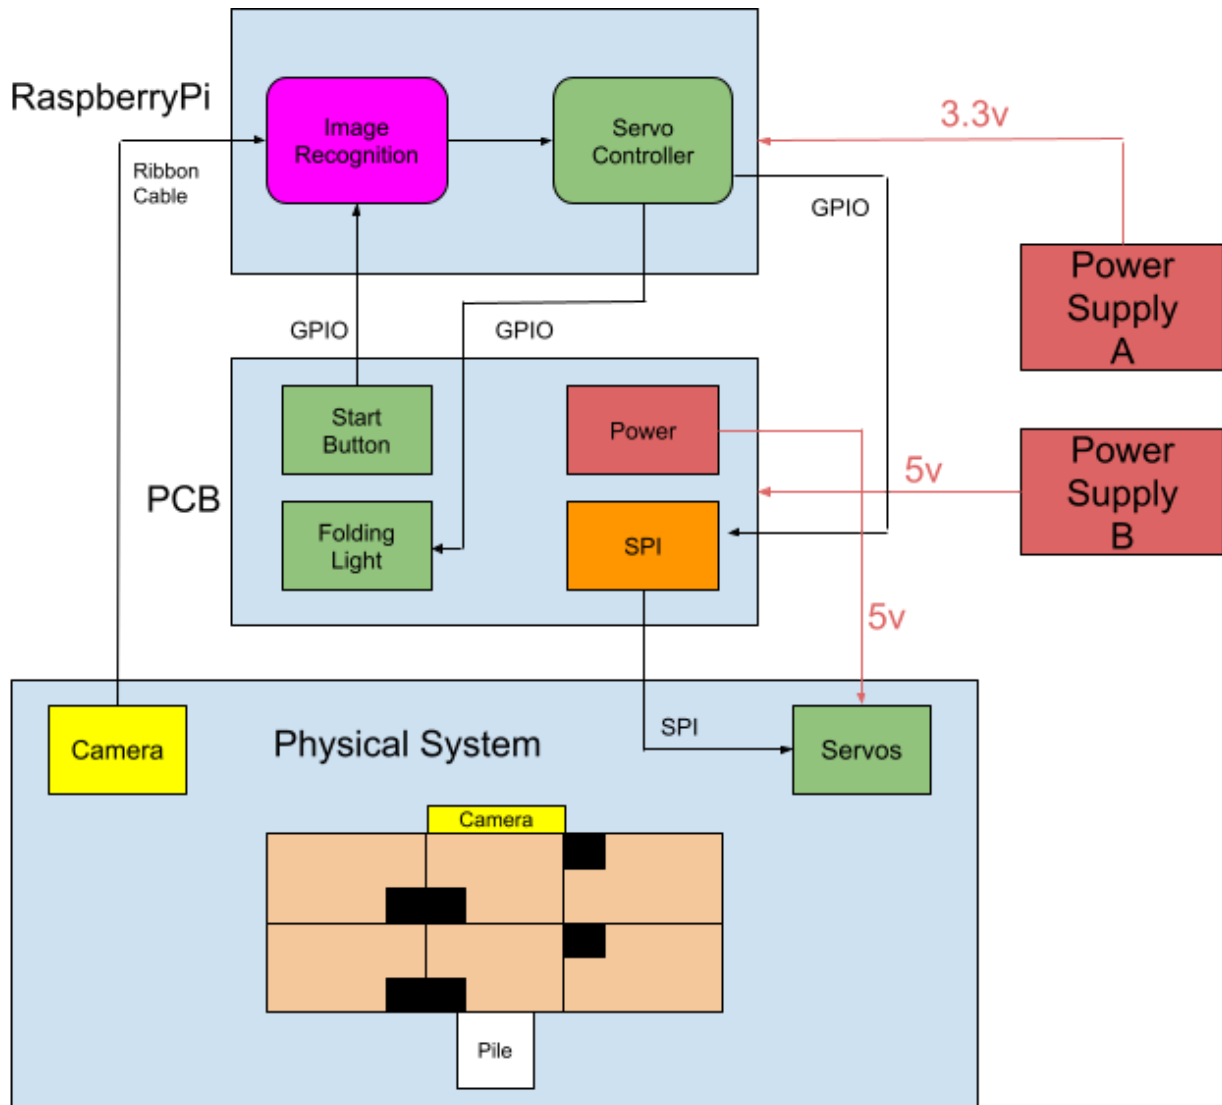 RaspberryPi
Image
Recognition
Servo
Controller
3.3v
Ribbon
Cable
GPIO
Power
Supply
A
GPIO
GPIO
Start
Button
Power
PCB
Folding
Light
SPI
5v
Power
Supply
B
5v
Camera
Physical System
SPI
Servos
Camera
Pile